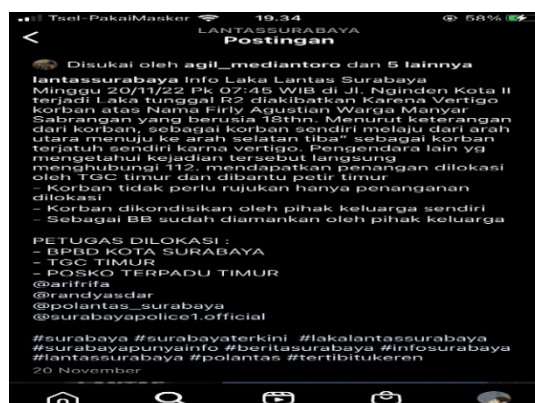 Tsel-PakaiMasker 19.34 58%
LANTASSURABAYA
Postingan
Disukai oleh agil_mediantoro dan 5 lainnya
lantassurabaya Info Laka Lantas Surabaya
Minggu 20/11/22 Pk 07:45 WIB di Jl. Nginden Kota II
terjadi Laka tunggal R2 diakibatkan Karena Vertigo
korban atas Nama Firly Agustian Warga Manyar
Sabrangan yang berusia 18thn. Menurut keterangan
dari korban, sebagai korban sendiri melaju dari arah
utara menuju ke arah selatan tiba" sebagai korban
terjatuh sendiri karna vertigo. Pengendara lain yg
mengetahui kejadian tersebut langsung
menghubungi 112. mendapatkan penangan dilokasi
oleh TGC timur dan dibantu potir timur
- Korban tidak perlu rujukan hanya penanganan
dilokasi
- Korban dikondisikan oleh pihak keluarga sendiri
- Sebagai BB sudah diamankan oleh pihak keluarga
PETUGAS DILOKASI :
- BPBD KOTA SURABAYA
- TGC TIMUR
- POSKO TERPADU TIMUR
@arifrifa
@randyasdar
@polantas_surabaya
@surabayapolice1.official
#surabaya #surabayaterkini #lakalantassurabaya
#surabayapunyainfo #beritasurabaya #infosurabaya
#lantassurabaya #polantas #tertibitukeren
20 November